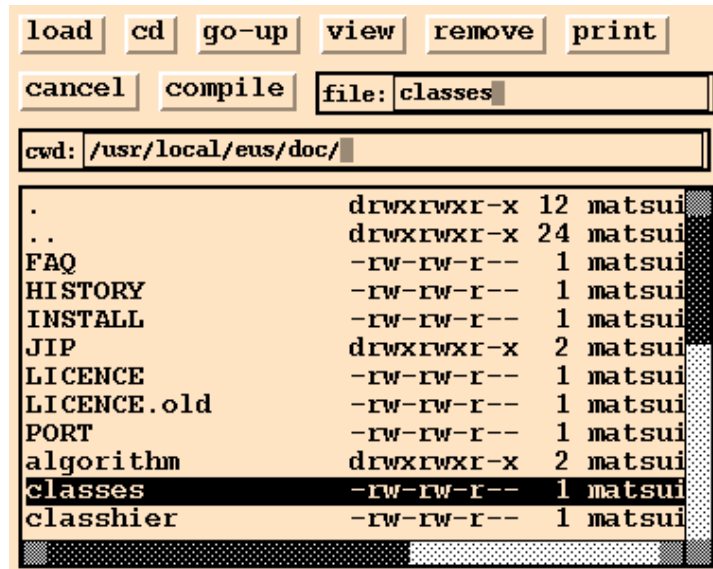 load cd go-up view remove print
cancel compile file: classes
cwd: /usr/local/eus/doc/
. drwxrwxr-x 12 matsui
.. drwxrwxr-x 24 matsui
FAQ -rw-rw-r-- 1 matsui
HISTORY -rw-rw-r-- 1 matsui
INSTALL -rw-rw-r-- 1 matsui
JIP drwxrwxr-x 2 matsui
LICENCE -rw-rw-r-- 1 matsui
LICENCE.old -rw-rw-r-- 1 matsui
PORT -rw-rw-r-- 1 matsui
algorithm drwxrwxr-x 2 matsui
classes -rw-rw-r-- 1 matsui
classhier -rw-rw-r-- 1 matsui